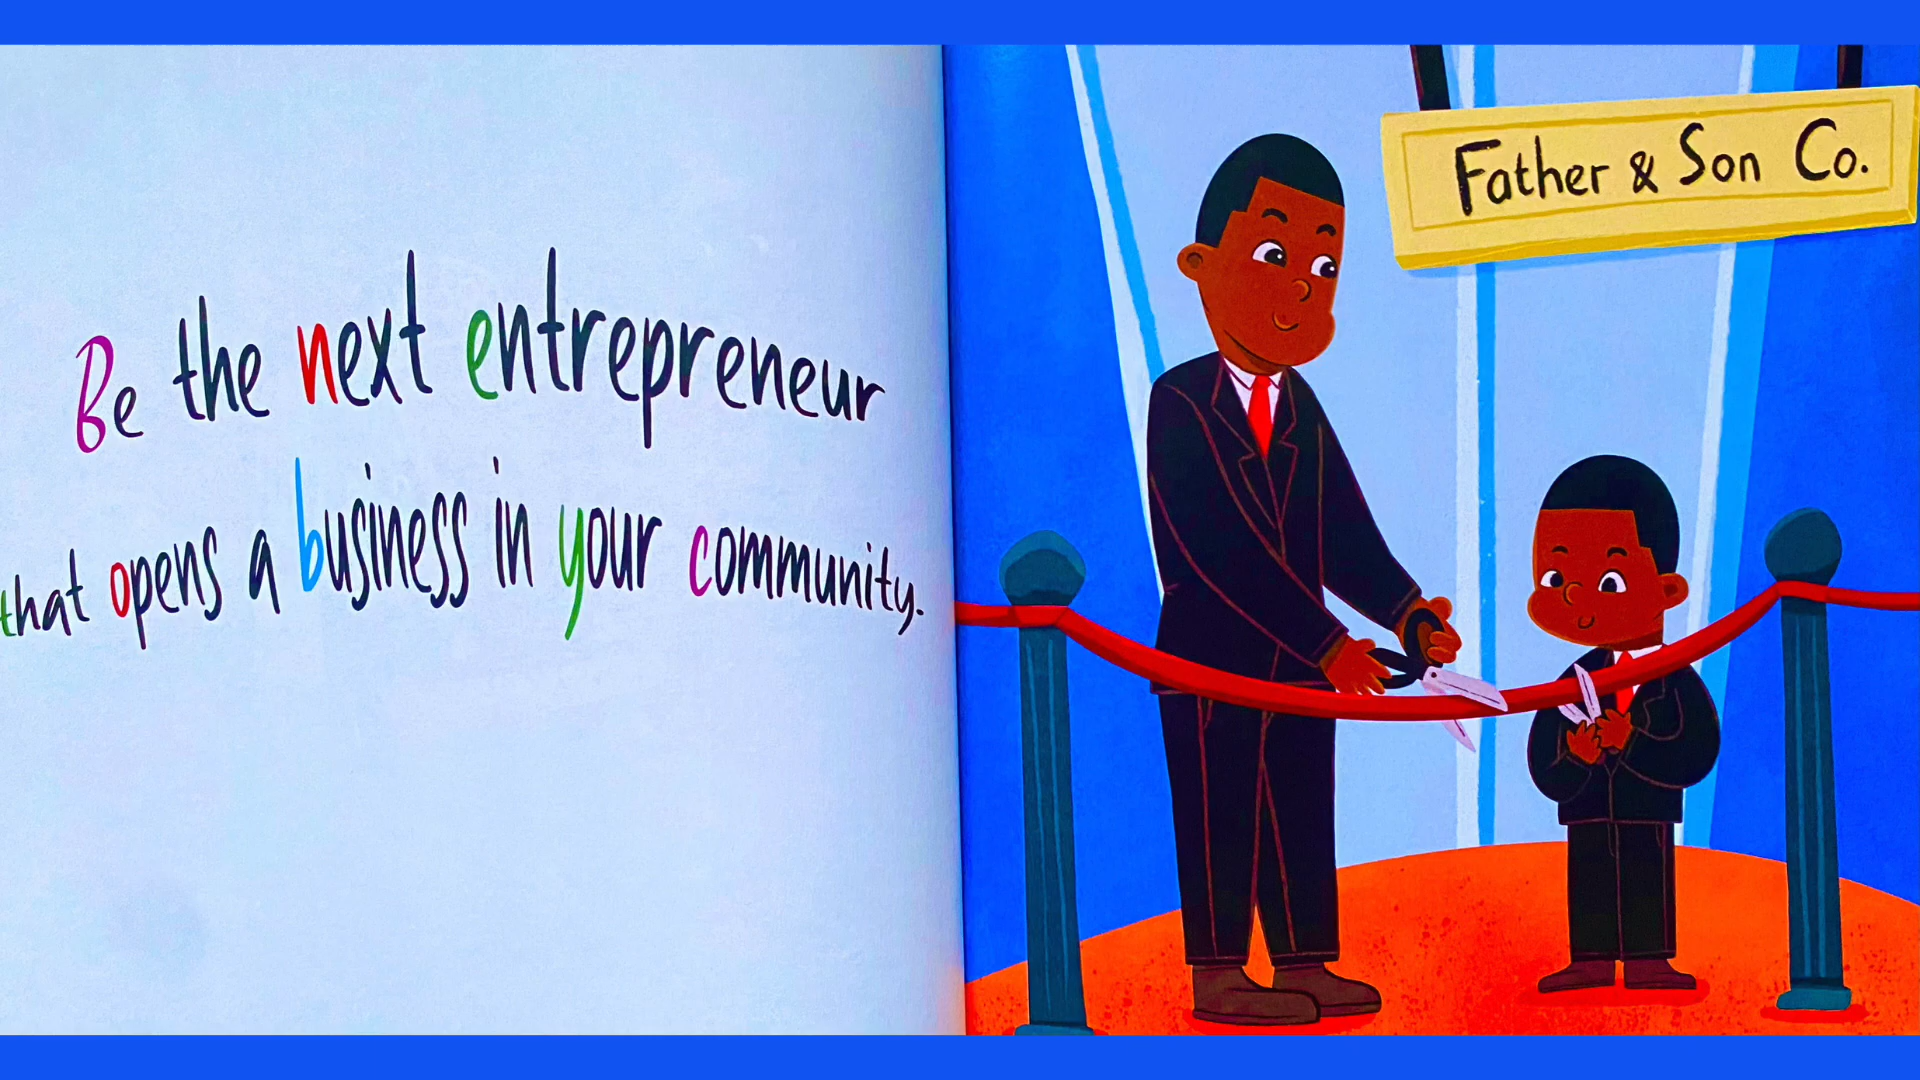 Be the next entrepreneur
that opens a business in your community.
Father & Son Co.